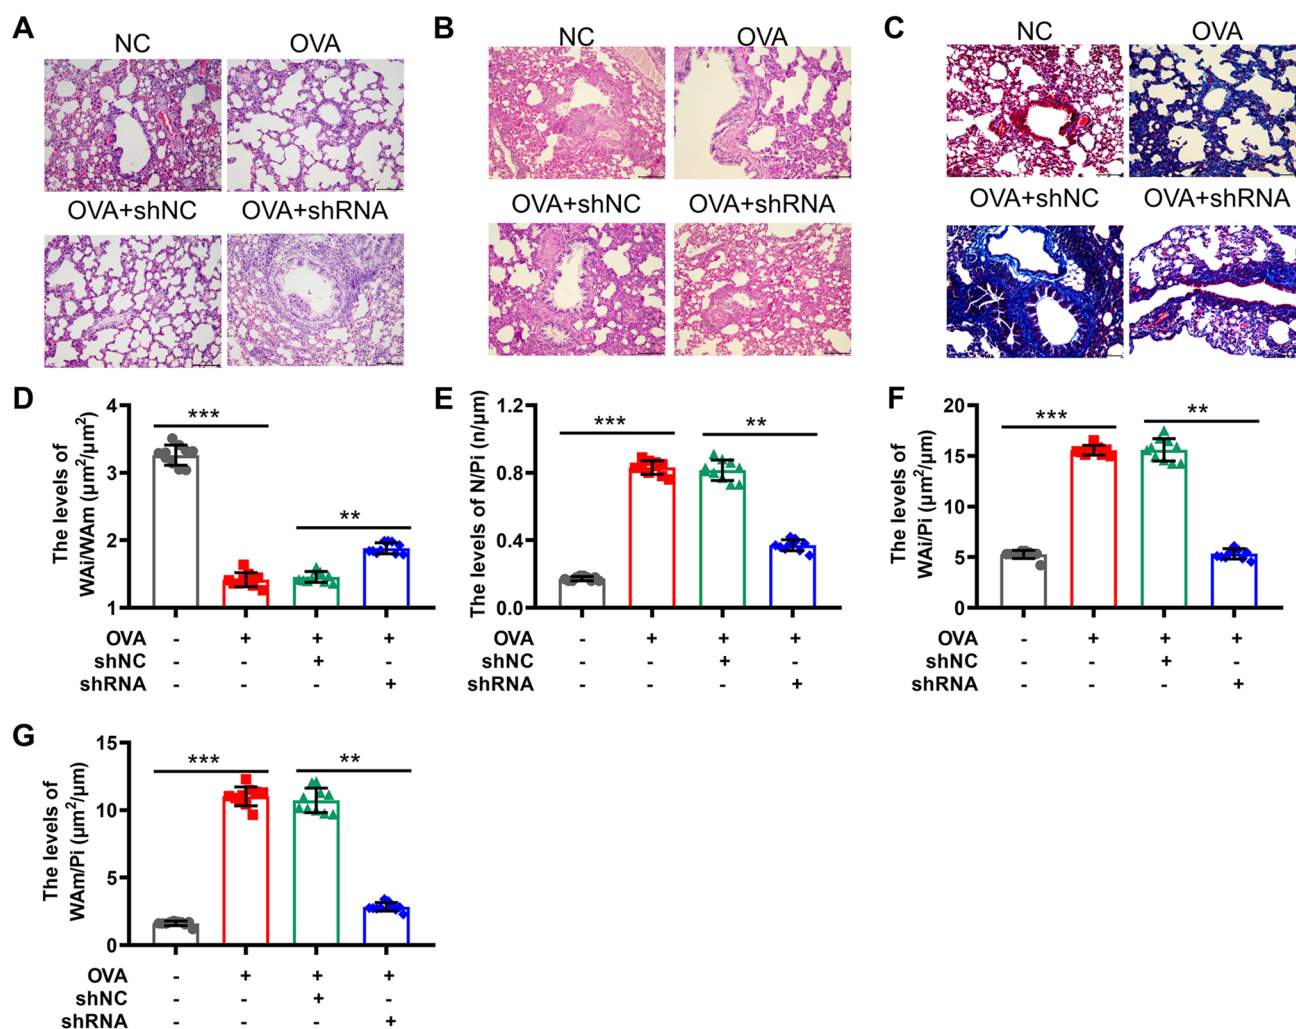 A
NC OVA
OVA+shNC OVA+shRNA
B
NC OVA
OVA+shNC OVA+shRNA
C
NC OVA
OVA+shNC OVA+shRNA
D
The levels of
WAi/WAm (μm²/μm²)
4
3
2
1
***
**
OVA - + + +
shNC - - + -
shRNA - - - +
E
The levels of N/Pi (n/μm)
1.2
0.8
0.4
0.0
***
**
OVA - + + +
shNC - - + -
shRNA - - - +
F
The levels of
WAi/Pi (μm²/μm)
20
15
10
5
0
***
**
OVA - + + +
shNC - - + -
shRNA - - - +
G
The levels of
WAm/Pi (μm²/μm)
15
10
5
0
***
**
OVA - + + +
shNC - - + -
shRNA - - - +